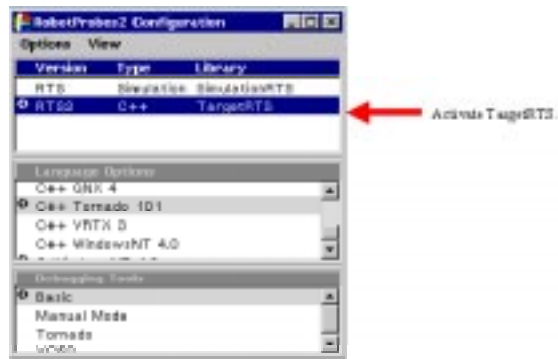 RobotProbes2 Configuration
Options View
Version Type Library
RTS Simulation SimulationRTS
RTS2 C++ TargetRTS
Activate TargetRTS.
Language Options
C++ GNX 4
C++ Tornado 101
C++ VRTX 3
C++ WindowsNT 4.0
Debugging Tools
Basic
Manual Mode
Tornado